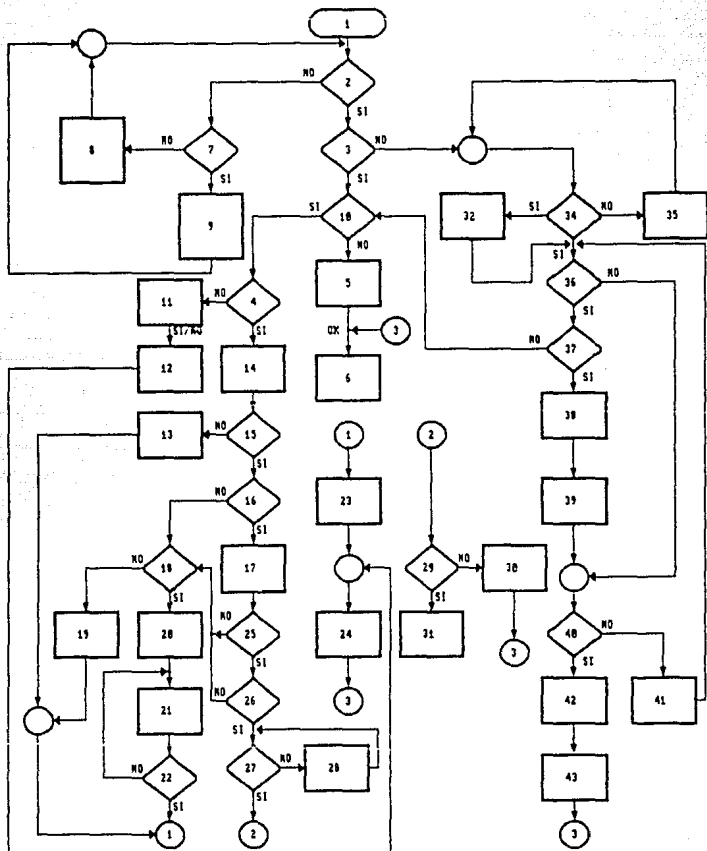 1
NO
2
SI
8
NO
7
3
NO
SI
SI
SI
10
32
SI
34
NO
35
9
NO
SI
5
36
NO
11
NO
4
SI
OK
3
SI/NO
SI
NO
37
12
14
6
SI
13
NO
15
1
2
38
SI
NO
16
23
39
SI
NO
18
17
29
NO
30
SI
SI
19
20
NO
25
24
31
40
NO
SI
3
SI
21
NO
26
3
42
41
SI
NO
22
27
NO
28
43
SI
SI
1
2
3